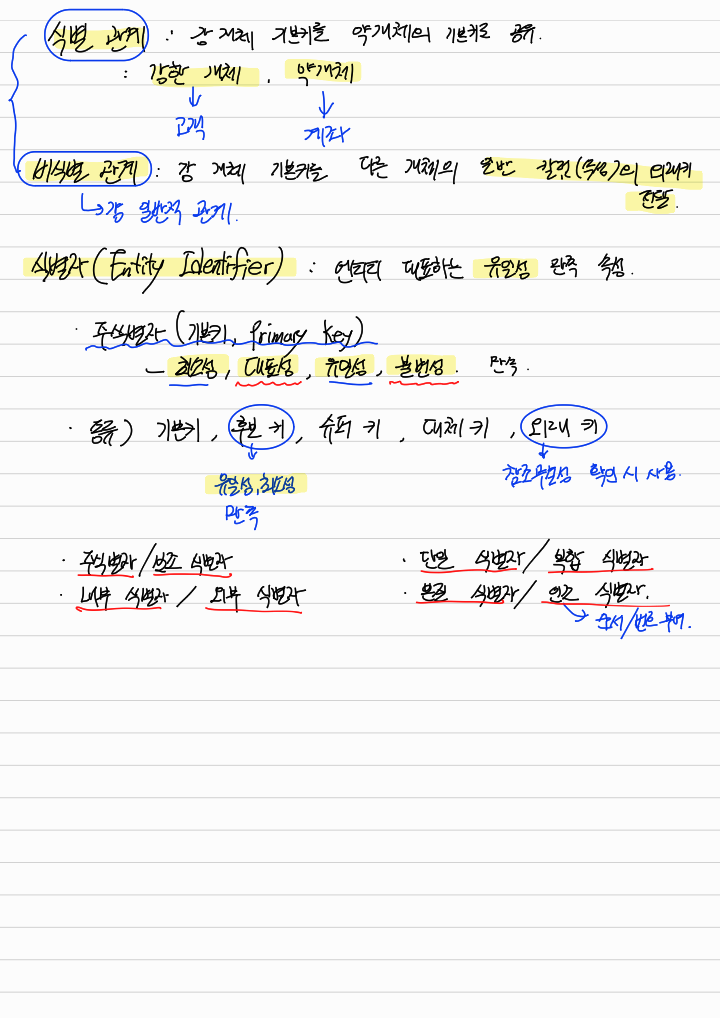 식별 관계 : 강 개체 기본키를 약개체의 기본키로 공유.
: 강한 개체, 약개체
고객 계좌
비식별 관계 : 강 개체 기본키를 다른 개체의 일반 칼럼(속성)의 외래키
전달.
강 일반적 관계.
식별자(Entity Identifier) : 엔터티 대표하는 유일성 만족 속성.
· 주식별자 (기본키, Primary Key)
- 최소성, 대표성, 유일성, 불변성. 만족.
· 종류) 기본키, 후보 키, 슈퍼 키, 대체 키, 외래 키
유일성, 최소성 참조무결성 확인 시 사용.
만족
· 주식별자/보조 식별자 · 단일 식별자/복합 식별자
· 내부 식별자 / 외부 식별자 · 본질 식별자/인조 식별자.
순서/번호 부여.